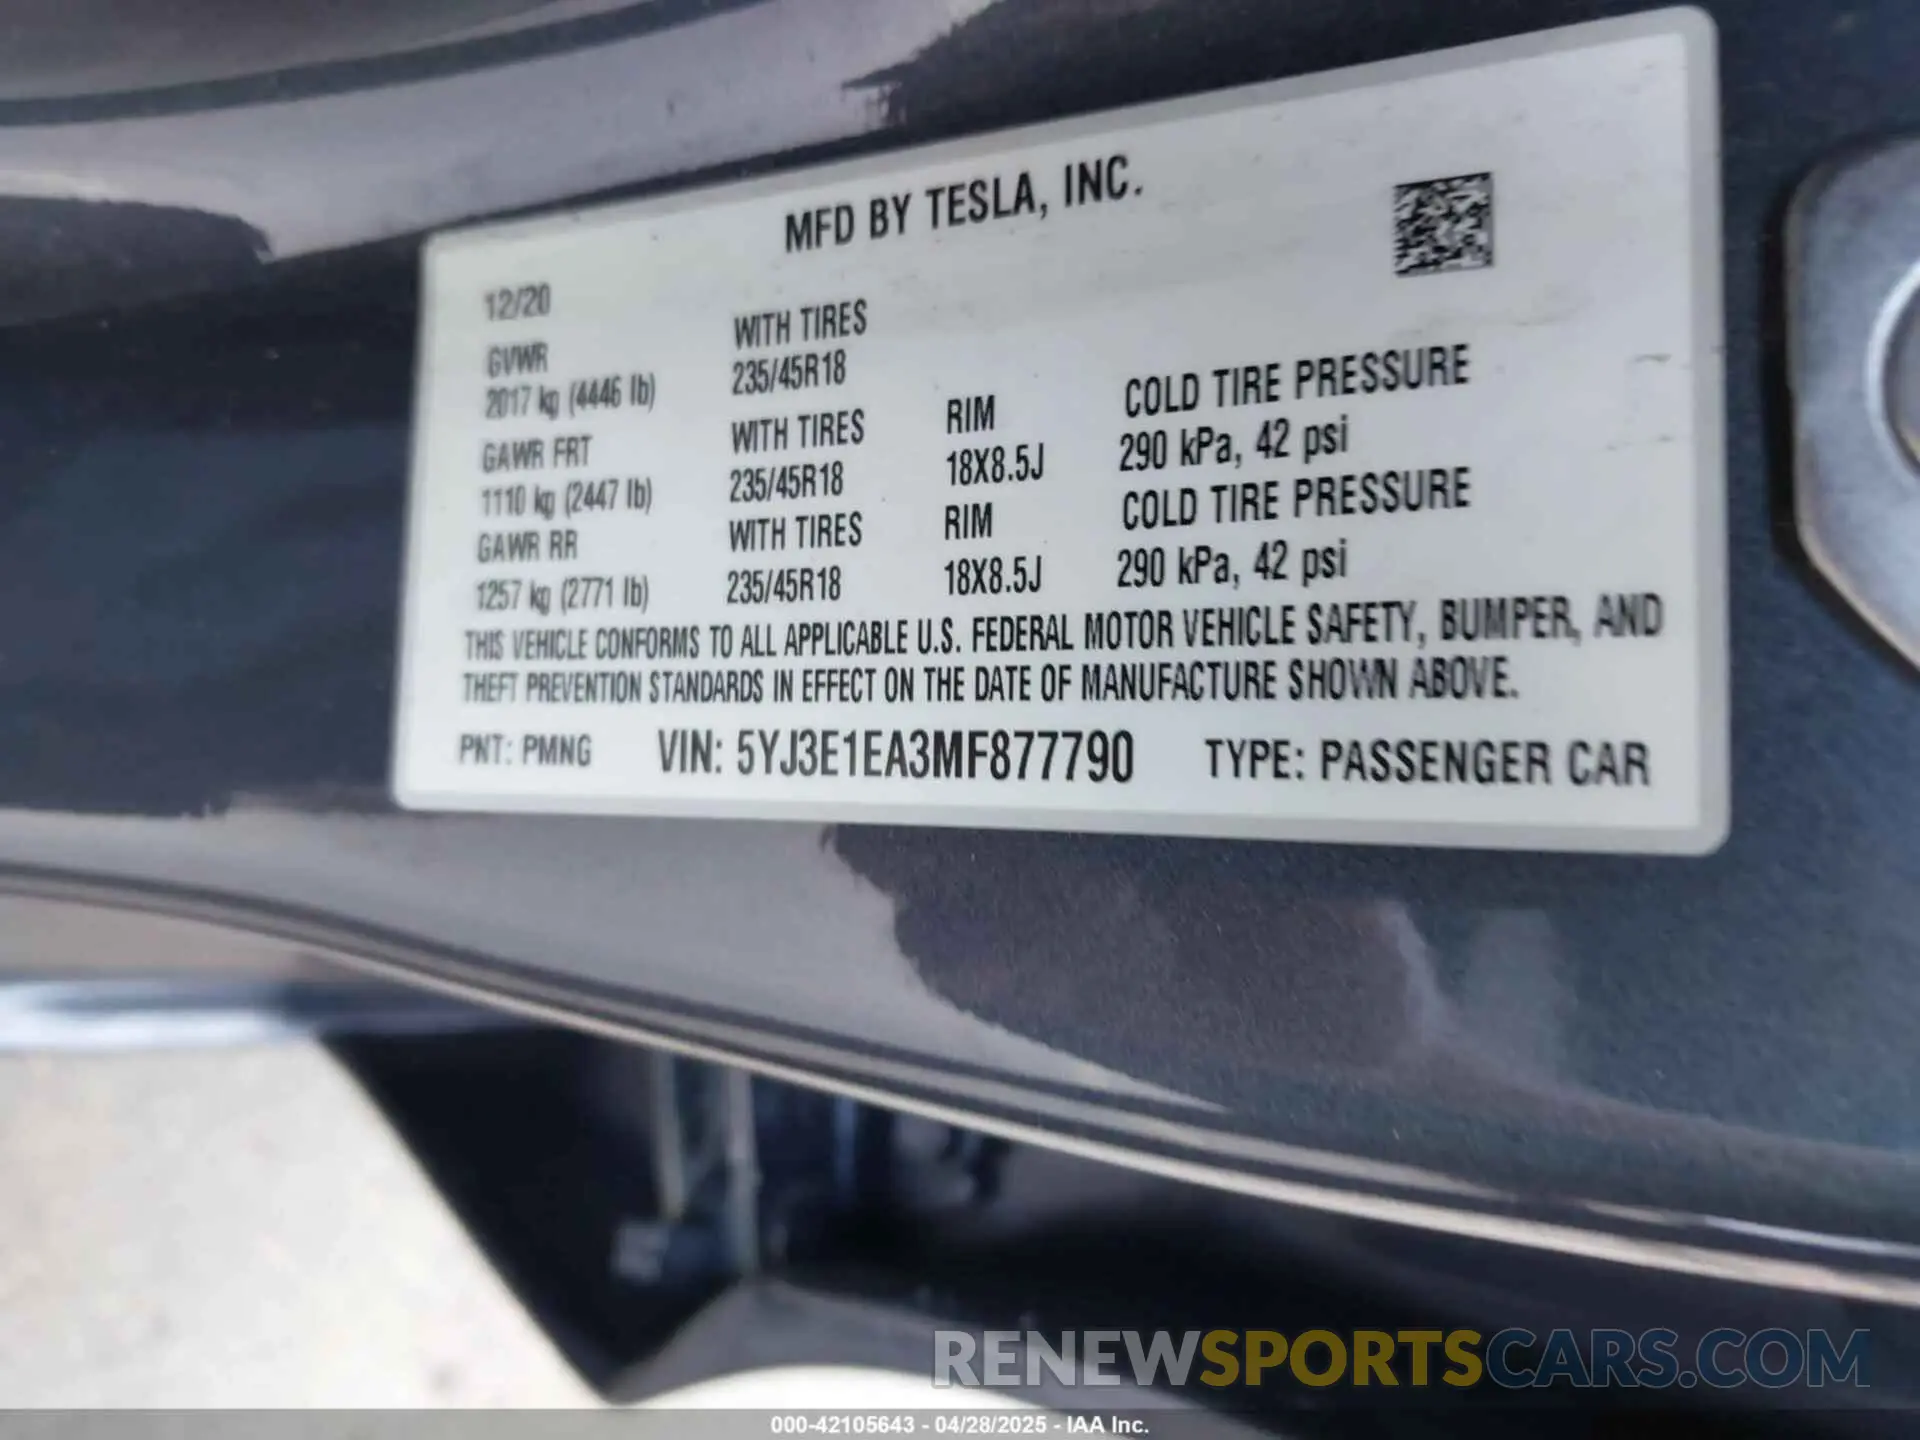 MFD BY TESLA, INC.
12/20
GVWR WITH TIRES
2017 kg (4446 lb) 235/45R18
GAWR FRT WITH TIRES RIM COLD TIRE PRESSURE
1110 kg (2447 lb) 235/45R18 18X8.5J 290 kPa, 42 psi
GAWR RR WITH TIRES RIM COLD TIRE PRESSURE
1257 kg (2771 lb) 235/45R18 18X8.5J 290 kPa, 42 psi
THIS VEHICLE CONFORMS TO ALL APPLICABLE U.S. FEDERAL MOTOR VEHICLE SAFETY, BUMPER, AND
THEFT PREVENTION STANDARDS IN EFFECT ON THE DATE OF MANUFACTURE SHOWN ABOVE.
PNT: PMNG VIN: 5YJ3E1EA3MF877790 TYPE: PASSENGER CAR
RENEWSPORTSCARS.COM
000-42105643 - 04/28/2025 - IAA Inc.